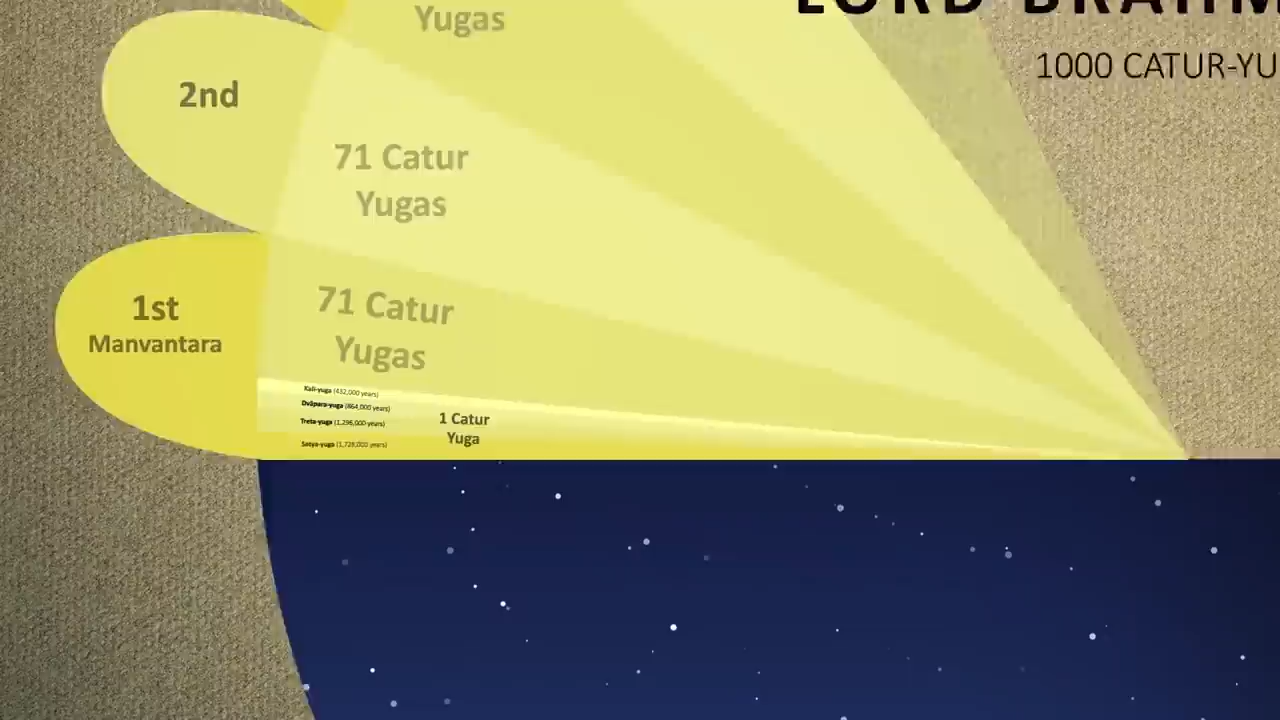 LORD BRAHM
1000 CATUR-YU
Yugas
2nd
71 Catur
Yugas
1st
Manvantara
71 Catur
Yugas
Kali-yuga (432,000 years)
Dvāpara-yuga (864,000 years)
Treta-yuga (1,296,000 years)
Satya-yuga (1,728,000 years)
1 Catur
Yuga